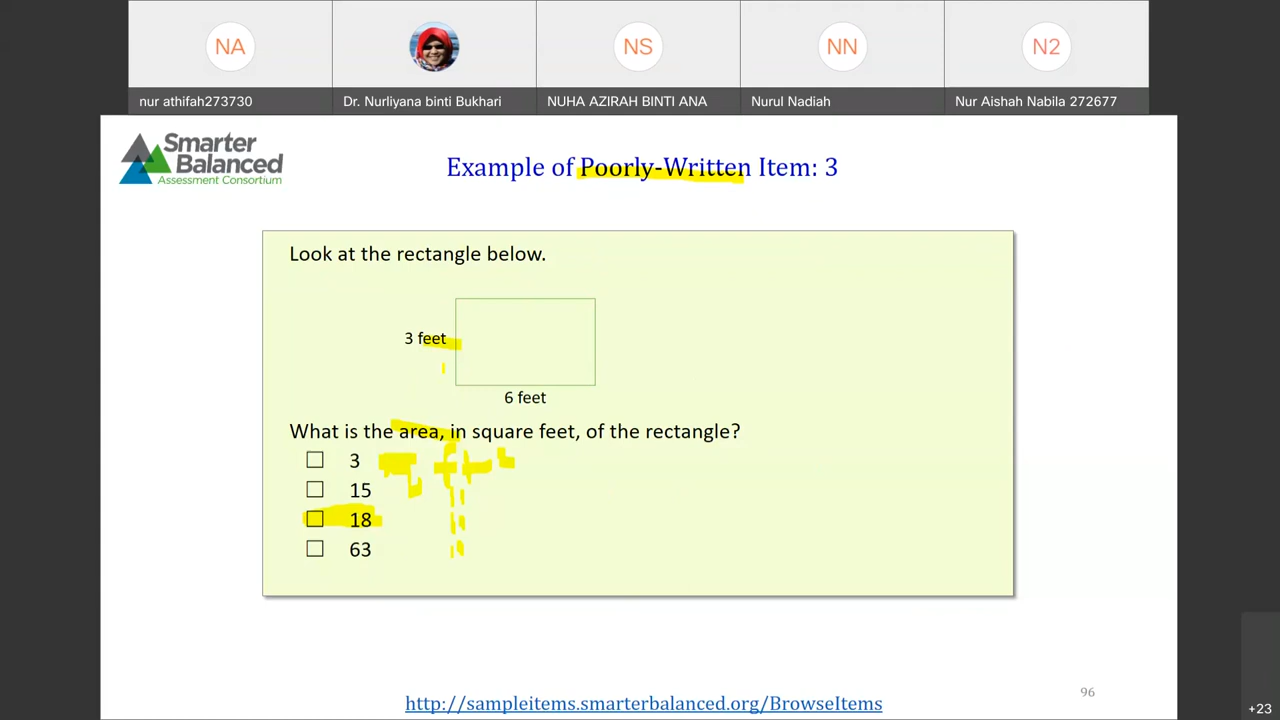 NA
NS
NN
N2
nur athifah273730
Dr. Nurliyana binti Bukhari
NUHA AZIRAH BINTI ANA
Nurul Nadiah
Nur Aishah Nabila 272677
Smarter
Balanced
Assessment Consortium
Example of Poorly-Written Item: 3
Look at the rectangle below.
3 feet
6 feet
What is the area, in square feet, of the rectangle?
3
15
18
63
96
http://sampleitems.smarterbalanced.org/BrowseItems
+23